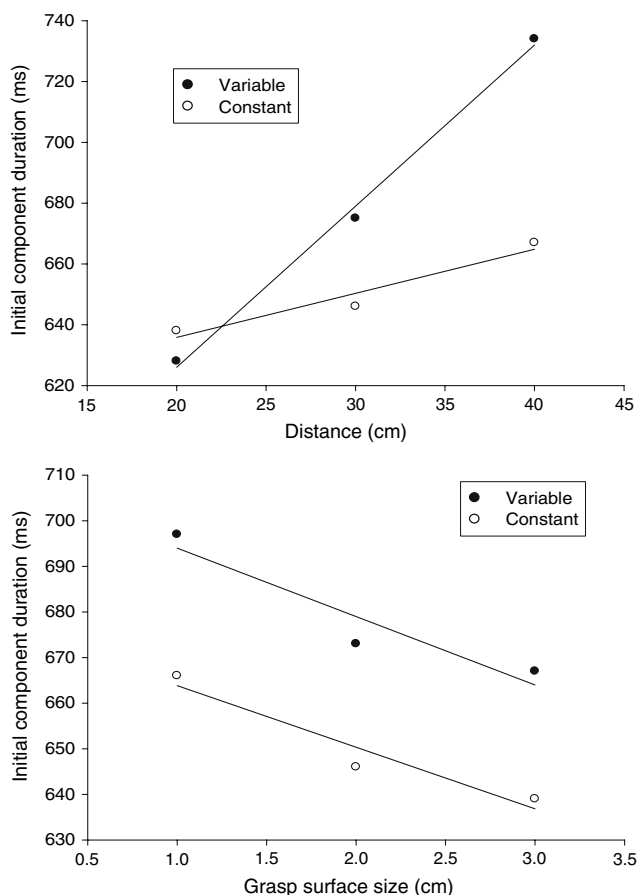 740
720
700
680
660
640
620
Initial component duration (ms)
Variable
Constant
15 20 25 30 35 40 45
Distance (cm)
710
700
690
680
670
660
650
640
630
Initial component duration (ms)
Variable
Constant
0.5 1.0 1.5 2.0 2.5 3.0 3.5
Grasp surface size (cm)